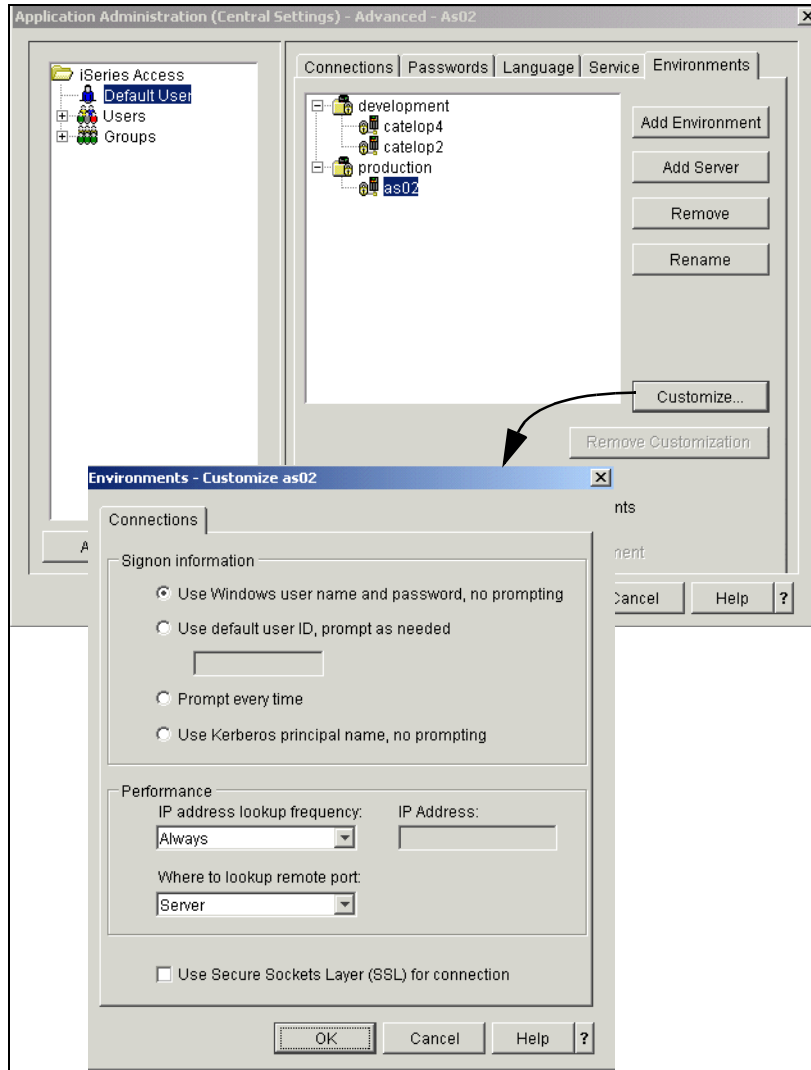 Application Administration (Central Settings) - Advanced - As02
iSeries Access
Default User
Users
Groups
Connections Passwords Language Service Environments
development
catelop4
catelop2
production
as02
Add Environment
Add Server
Remove
Rename
Customize...
Remove Customization
nts
nent
A
Cancel Help ?
Environments - Customize as02
Connections
Signon information
Use Windows user name and password, no prompting
Use default user ID, prompt as needed
Prompt every time
Use Kerberos principal name, no prompting
Performance
IP address lookup frequency: IP Address:
Always
Where to lookup remote port:
Server
Use Secure Sockets Layer (SSL) for connection
OK Cancel Help ?